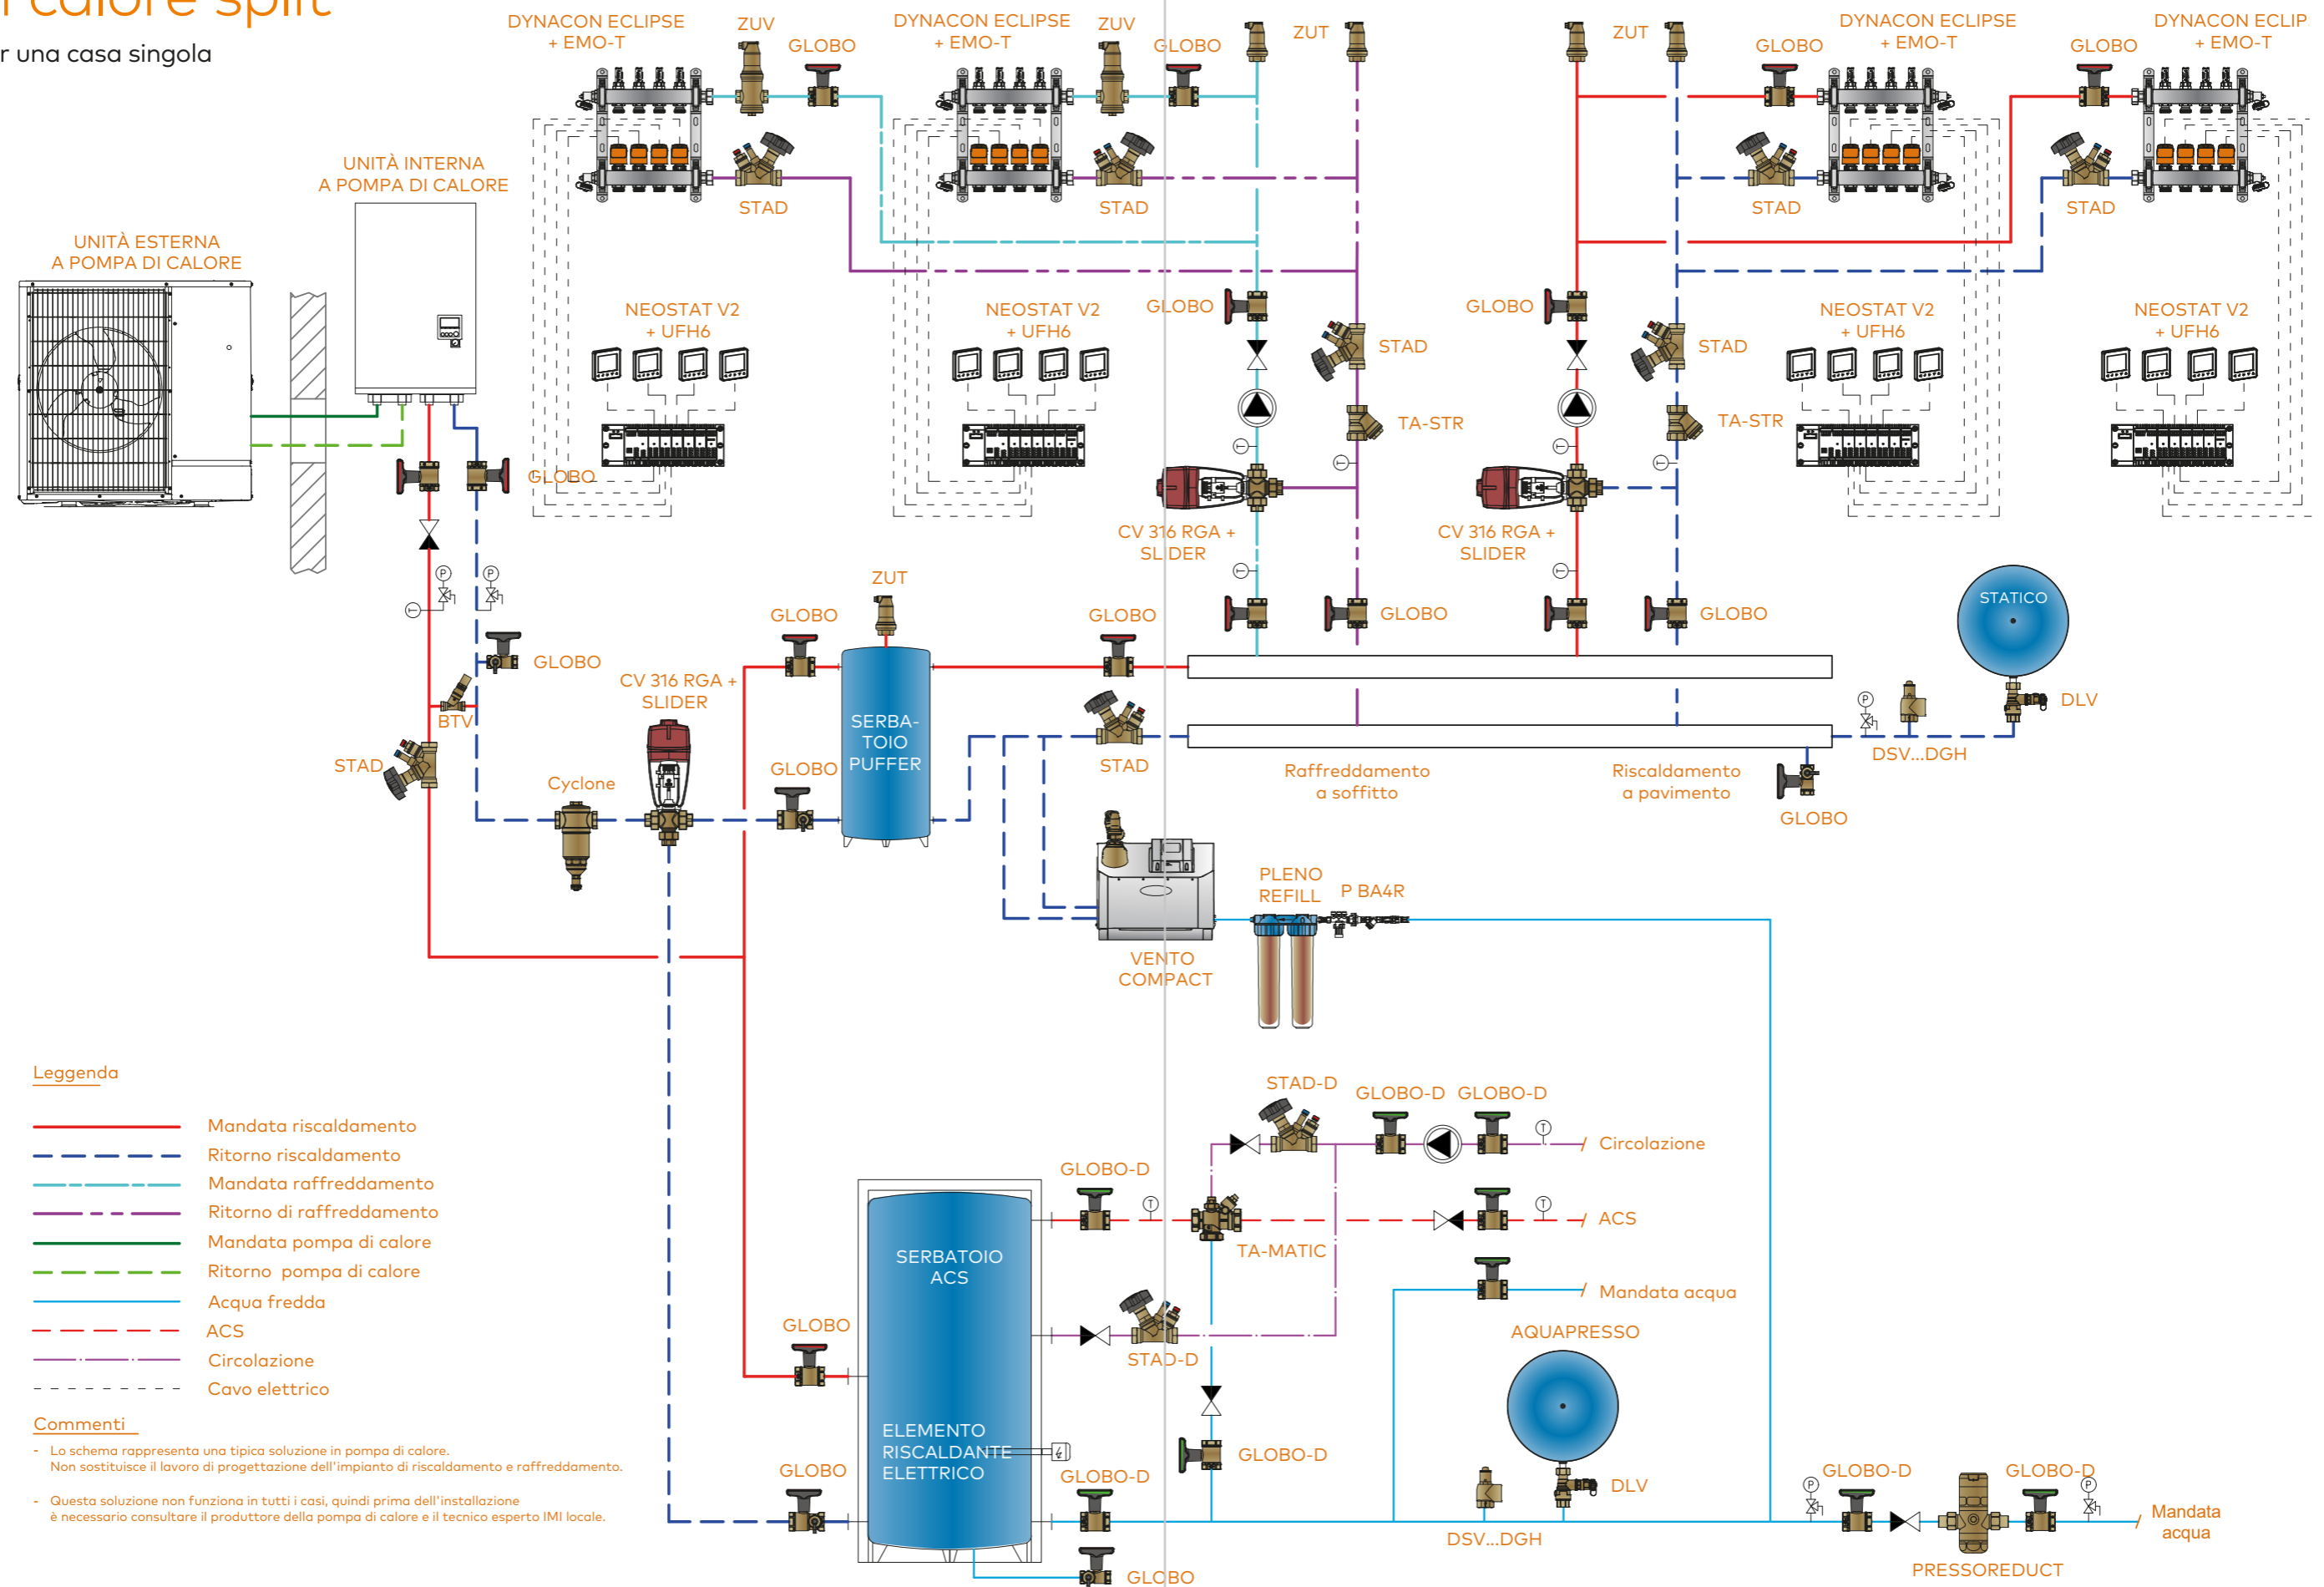 calore split
r una casa singola
DYNACON ECLIPSE
+ EMO-T
ZUV
GLOBO
DYNACON ECLIPSE
+ EMO-T
ZUV
GLOBO
ZUT
ZUT
GLOBO
DYNACON ECLIPSE
+ EMO-T
GLOBO
DYNACON ECLIP
+ EMO-T
UNITÀ INTERNA
A POMPA DI CALORE
STAD
STAD
STAD
STAD
UNITÀ ESTERNA
A POMPA DI CALORE
NEOSTAT V2
+ UFH6
NEOSTAT V2
+ UFH6
GLOBO
GLOBO
NEOSTAT V2
+ UFH6
NEOSTAT V2
+ UFH6
STAD
STAD
TA-STR
TA-STR
T
T
T
T
GLOBO
CV 316 RGA +
SLIDER
CV 316 RGA +
SLIDER
P
P
T
T
T
ZUT
GLOBO
GLOBO
GLOBO
GLOBO
STATICO
GLOBO
CV 316 RGA +
SLIDER
BTV
P
DLV
SERBA-
TOIO
PUFFER
STAD
Cyclone
GLOBO
STAD
Raffreddamento
a soffitto
Riscaldamento
a pavimento
DSV...DGH
GLOBO
PLENO
REFILL
P BA4R
VENTO
COMPACT
Leggenda
Mandata riscaldamento
Ritorno riscaldamento
Mandata raffreddamento
Ritorno di raffreddamento
Mandata pompa di calore
Ritorno pompa di calore
Acqua fredda
ACS
Circolazione
Cavo elettrico
STAD-D
GLOBO-D
GLOBO-D
T
Circolazione
GLOBO-D
T
T
ACS
TA-MATIC
SERBATOIO
ACS
Mandata acqua
GLOBO
STAD-D
AQUAPRESSO
ELEMENTO
RISCALDANTE
ELETTRICO
GLOBO-D
GLOBO
GLOBO-D
DLV
DSV...DGH
P
GLOBO-D
GLOBO-D
P
Mandata
acqua
PRESSOREDUCT
GLOBO
Commenti
- Lo schema rappresenta una tipica soluzione in pompa di calore.
Non sostituisce il lavoro di progettazione dell'impianto di riscaldamento e raffreddamento.
- Questa soluzione non funziona in tutti i casi, quindi prima dell'installazione
è necessario consultare il produttore della pompa di calore e il tecnico esperto IMI locale.